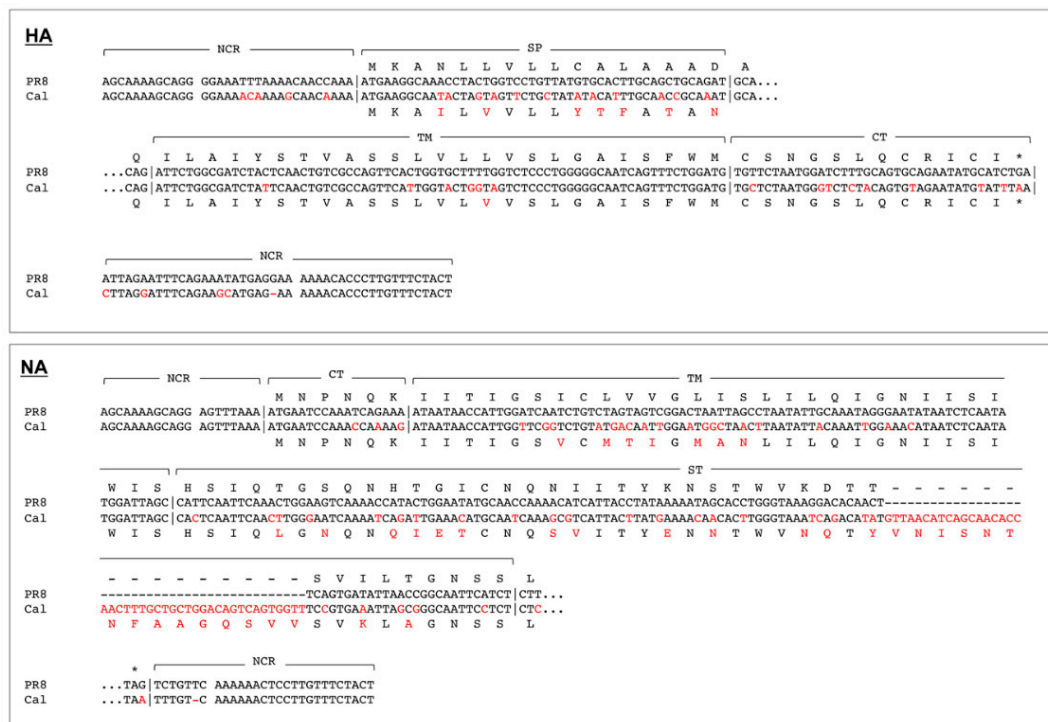 HA
NCR SP
M K A N L L V L L C A L A A A D A
PR8 AGCAAAAGCAGG GGAAAATTTAAAACAACCAAA|ATGAAGGCAAACCTACTGGTCCTGTTATGTGCACTTGCAGCTGCAGAT|GCA...
Cal AGCAAAAGCAGG GGAAAACAAAAGCAACAAAA|ATGAAGGCAATACTAGTAGTTCTGCTATATACATTTGCAACCGCAAAT|GCA...
M K A I L V V L L Y T F A T A N
TM CT
Q I L A I Y S T V A S S L V L L V S L G A I S F W M C S N G S L Q C R I C I *
PR8 ...CAG|ATTCTGGCGATCTACTCAACTGTCGCCAGTTCACTGGTGCTTTTGGTCTCCCTGGGGGCAATCAGTTTCTGGATG|TGTTCTAATGGATCTTTGCAGTGCAGAATATGCATCTGA|
Cal ...CAG|ATTCTGGCGATCTATTCAACTGTCGCCAGTTCATTGGTACTGGTAGTCTCCCTGGGGGCAATCAGTTTCTGGATG|TGCTCTAATGGGTCTCTACAGTGTAGAATATGTATTTAA|
Q I L A I Y S T V A S S L V L V V S L G A I S F W M C S N G S L Q C R I C I *
NCR
PR8 ATTAGAATTTCAGAAATATGAGGAA AAAACACCCTTGTTTCTACT
Cal CTTAGGATTTCAGAAGCATGAG-AA AAAACACCCTTGTTTCTACT
NA
NCR CT TM
M N P N Q K I I T I G S I C L V V G L I S L I L Q I G N I I S I
PR8 AGCAAAAGCAGG AGTTTAAA|ATGAATCCAAATCAGAAA|ATAATAACCATTGGATCAATCTGTCTAGTAGTCGGACTAATTAGCCTAATATTGCAAATAGGGAATATAATCTCAATA
Cal AGCAAAAGCAGG AGTTTAAA|ATGAATCCAAACCAAAAG|ATAATAACCATTGGTTCGGTCTGTATGACAATTGGAATGGCTAACTTAATATTACAAATTGGAAACATAATCTCAATA
M N P N Q K I I T I G S V C M T I G M A N L I L Q I G N I I S I
ST
W I S H S I Q T G S Q N H T G I C N Q N I I T Y K N S T W V K D T T - - - - - -
PR8 TGGATTAGC|CATTCAATTCAAACTGGAAGTCAAAACCATACTGGAATATGCAACCAAAACATCATTACCTATAAAAATAGCACCTGGGTAAAGGACACAACT------------------
Cal TGGATTAGC|CACTCAATTCAACTTGGGAATCAAAATCAGATTGAAACATGCAATCAAAGCGTCATTACTTATGAAAACAACACTTGGGTAAATCAGACATATGTTAACATCAGCAACACC
W I S H S I Q L G N Q N Q I E T C N Q S V I T Y E N N T W V N Q T Y V N I S N T
- - - - - - - - - S V I L T G N S S L
PR8 ---------------------------TCAGTGATATTAACCGGCAATTCATCT|CTT...
Cal AACTTTGCTGCTGGACAGTCAGTGGTTTCCGTGAAATTAGCGGGCAATTCCTCT|CTC...
N F A A G Q S V V S V K L A G N S S L
* NCR
PR8 ...TAG|TCTGTTCA AAAAACTCCTTGTTTCTACT
Cal ...TAA|TTTGT-CA AAAAACTCCTTGTTTCTACT